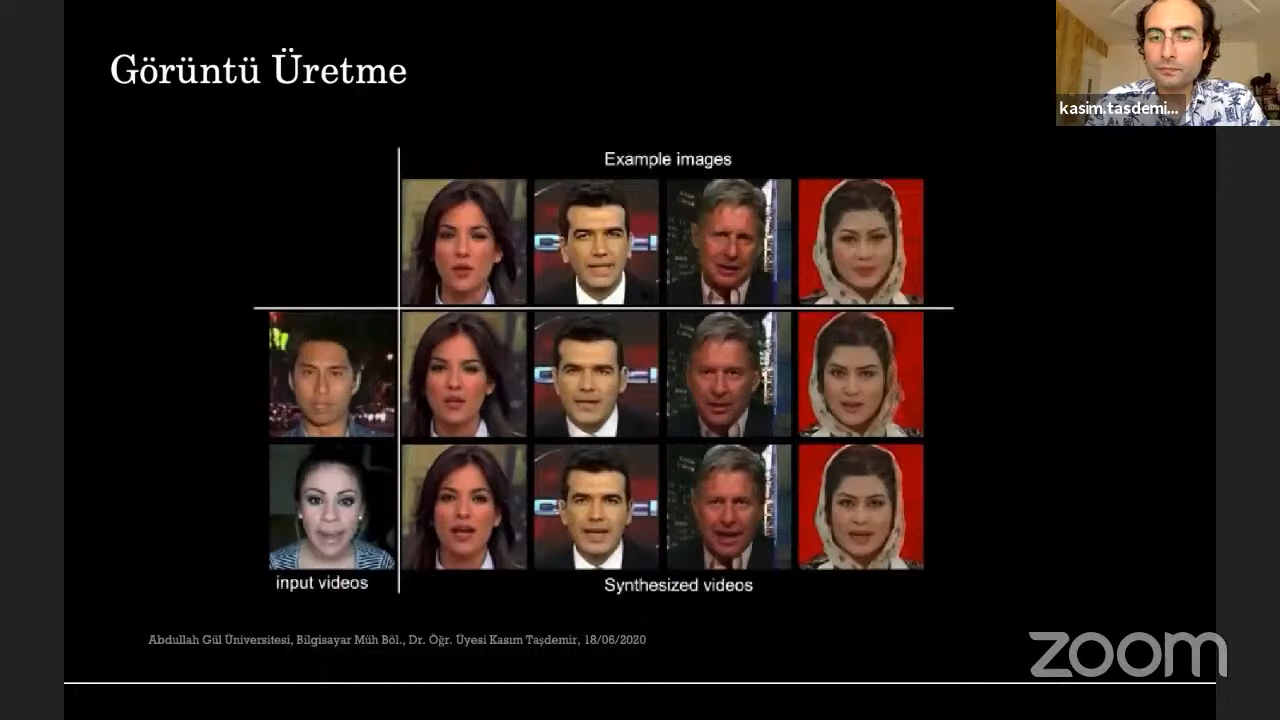 Görüntü Üretme
kasim.tasdemi...
Example images
input videos
Synthesized videos
Abdullah Gül Üniversitesi, Bilgisayar Müh Böl., Dr. Öğr. Üyesi Kasım Taşdemir, 18/06/2020
zoom